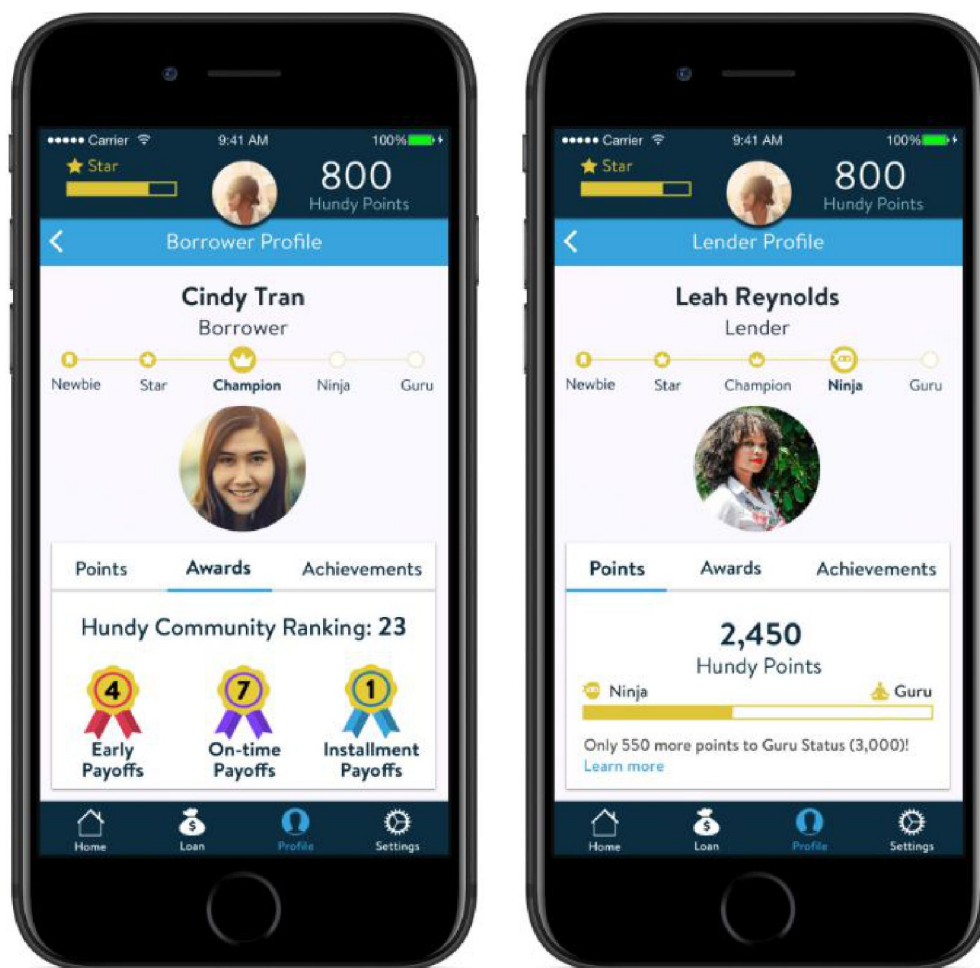 Carrier 9:41 AM 100%
Star
800
Hundy Points
Borrower Profile
Cindy Tran
Borrower
Newbie Star Champion Ninja Guru
Points Awards Achievements
Hundy Community Ranking: 23
4 7 1
Early Payoffs
On-time Payoffs
Installment Payoffs
Home Loan Profile Settings
Carrier 9:41 AM 100%
Star
800
Hundy Points
Lender Profile
Leah Reynolds
Lender
Newbie Star Champion Ninja Guru
Points Awards Achievements
2,450
Hundy Points
Ninja Guru
Only 550 more points to Guru Status (3,000)!
Learn more
$
Home Loan Profile Settings